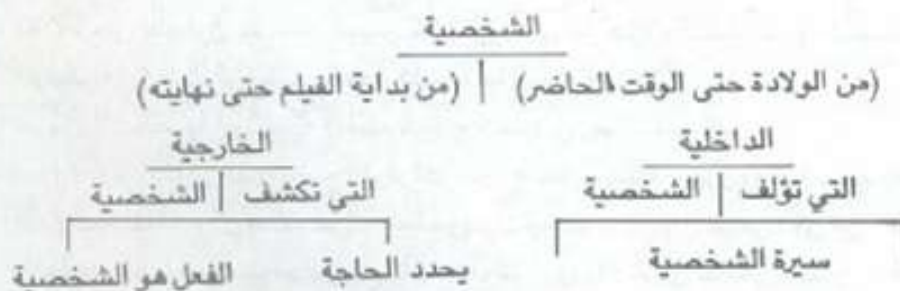 الشخصية
(من الولادة حتى الوقت الحاضر) (من بداية الفيلم حتى نهايته)
الداخلية الخارجية
التي تؤلف الشخصية التي تكشف الشخصية
سيرة الشخصية يحدد الحاجة الفعل هو الشخصية